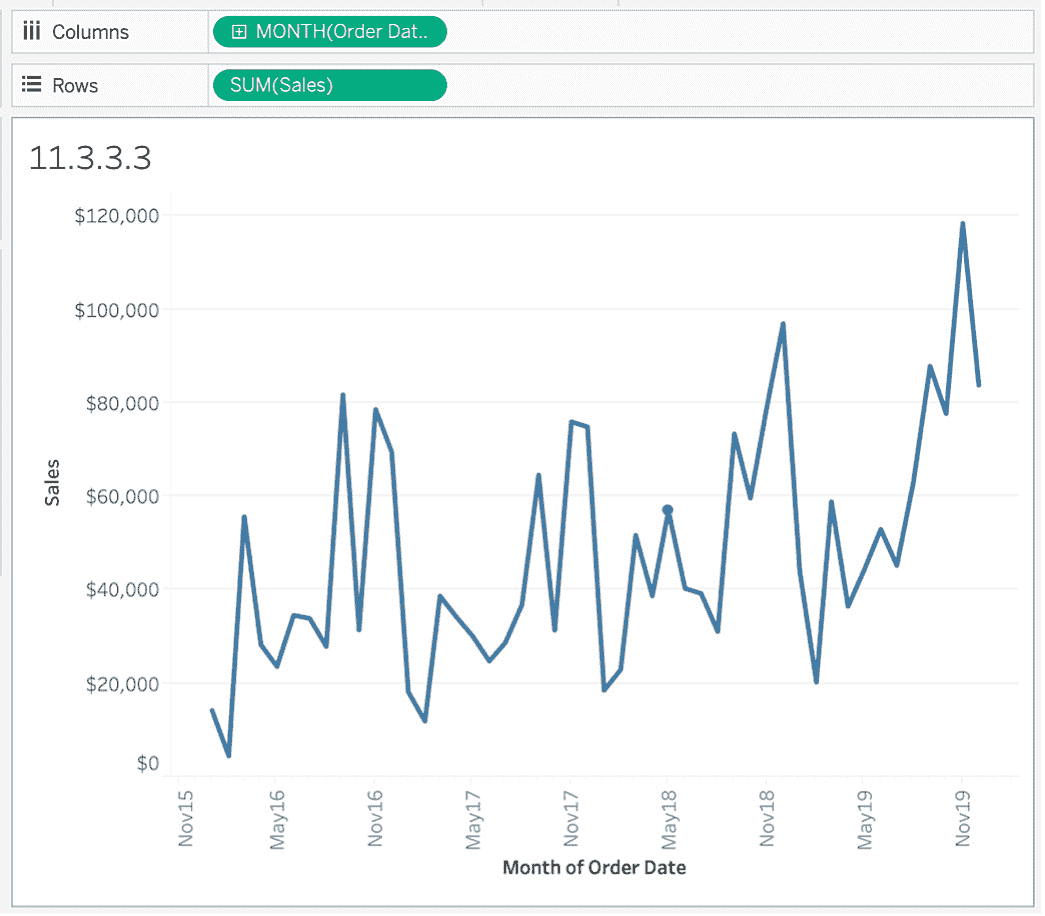 Columns
MONTH(Order Dat..
Rows
SUM(Sales)
11.3.3.3
$120,000
$100,000
$80,000
$60,000
$40,000
$20,000
$0
Sales
Nov15
May16
Nov16
May17
Nov17
May18
Nov18
May19
Nov19
Month of Order Date